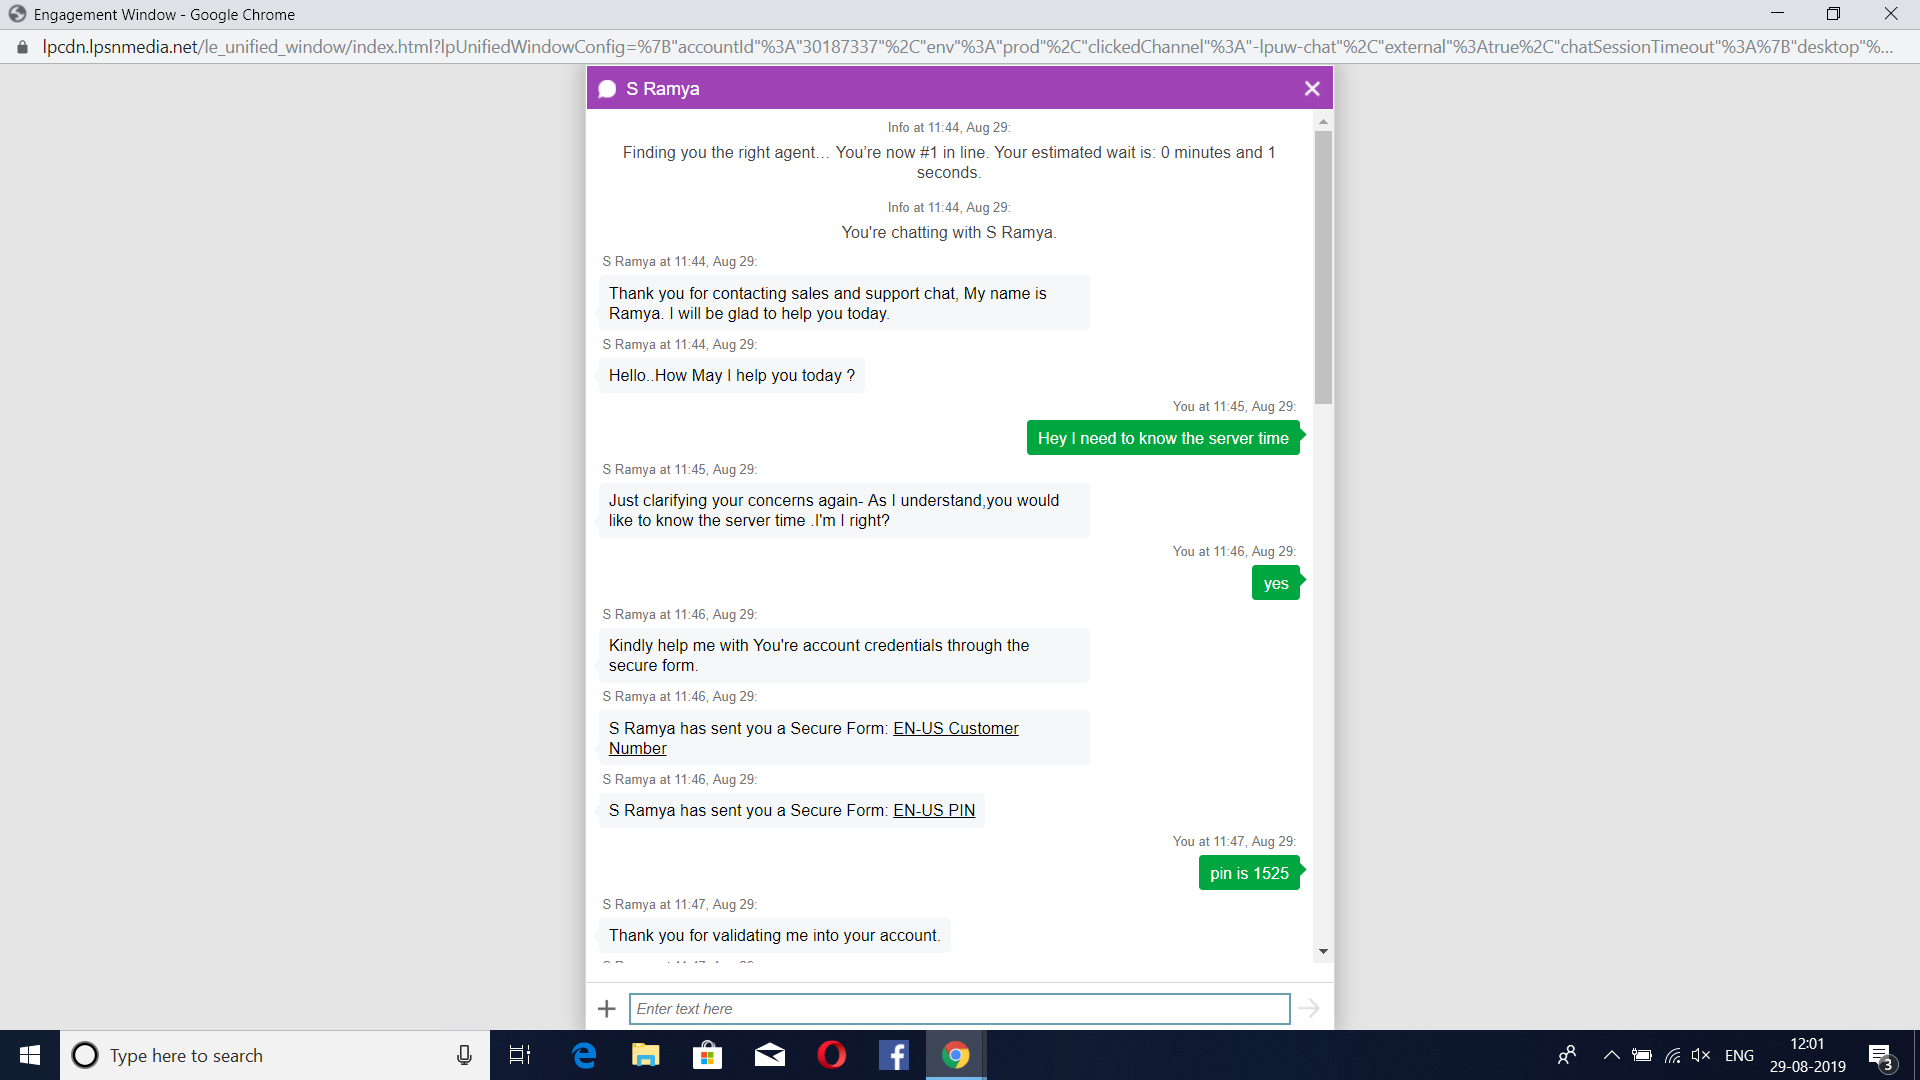 Engagement Window - Google Chrome
lpcdn.lpsnmedia.net/le_unified_window/index.html?lpUnifiedWindowConfig=%7B"accountId"%3A"30187337"%2C"env"%3A"prod"%2C"clickedChannel"%3A"-lpuw-chat"%2C"external"%3Atrue%2C"chatSessionTimeout"%3A%7B"desktop"%...
S Ramya
Info at 11:44, Aug 29:
Finding you the right agent… You’re now #1 in line. Your estimated wait is: 0 minutes and 1
seconds.
Info at 11:44, Aug 29:
You're chatting with S Ramya.
S Ramya at 11:44, Aug 29:
Thank you for contacting sales and support chat, My name is
Ramya. I will be glad to help you today.
S Ramya at 11:44, Aug 29:
Hello..How May I help you today ?
You at 11:45, Aug 29:
Hey I need to know the server time
S Ramya at 11:45, Aug 29:
Just clarifying your concerns again- As I understand,you would
like to know the server time .I'm I right?
You at 11:46, Aug 29:
yes
S Ramya at 11:46, Aug 29:
Kindly help me with You're account credentials through the
secure form.
S Ramya at 11:46, Aug 29:
S Ramya has sent you a Secure Form: EN-US Customer
Number
S Ramya at 11:46, Aug 29:
S Ramya has sent you a Secure Form: EN-US PIN
You at 11:47, Aug 29:
pin is 1525
S Ramya at 11:47, Aug 29:
Thank you for validating me into your account.
Enter text here
Type here to search
ENG
12:01
29-08-2019
3